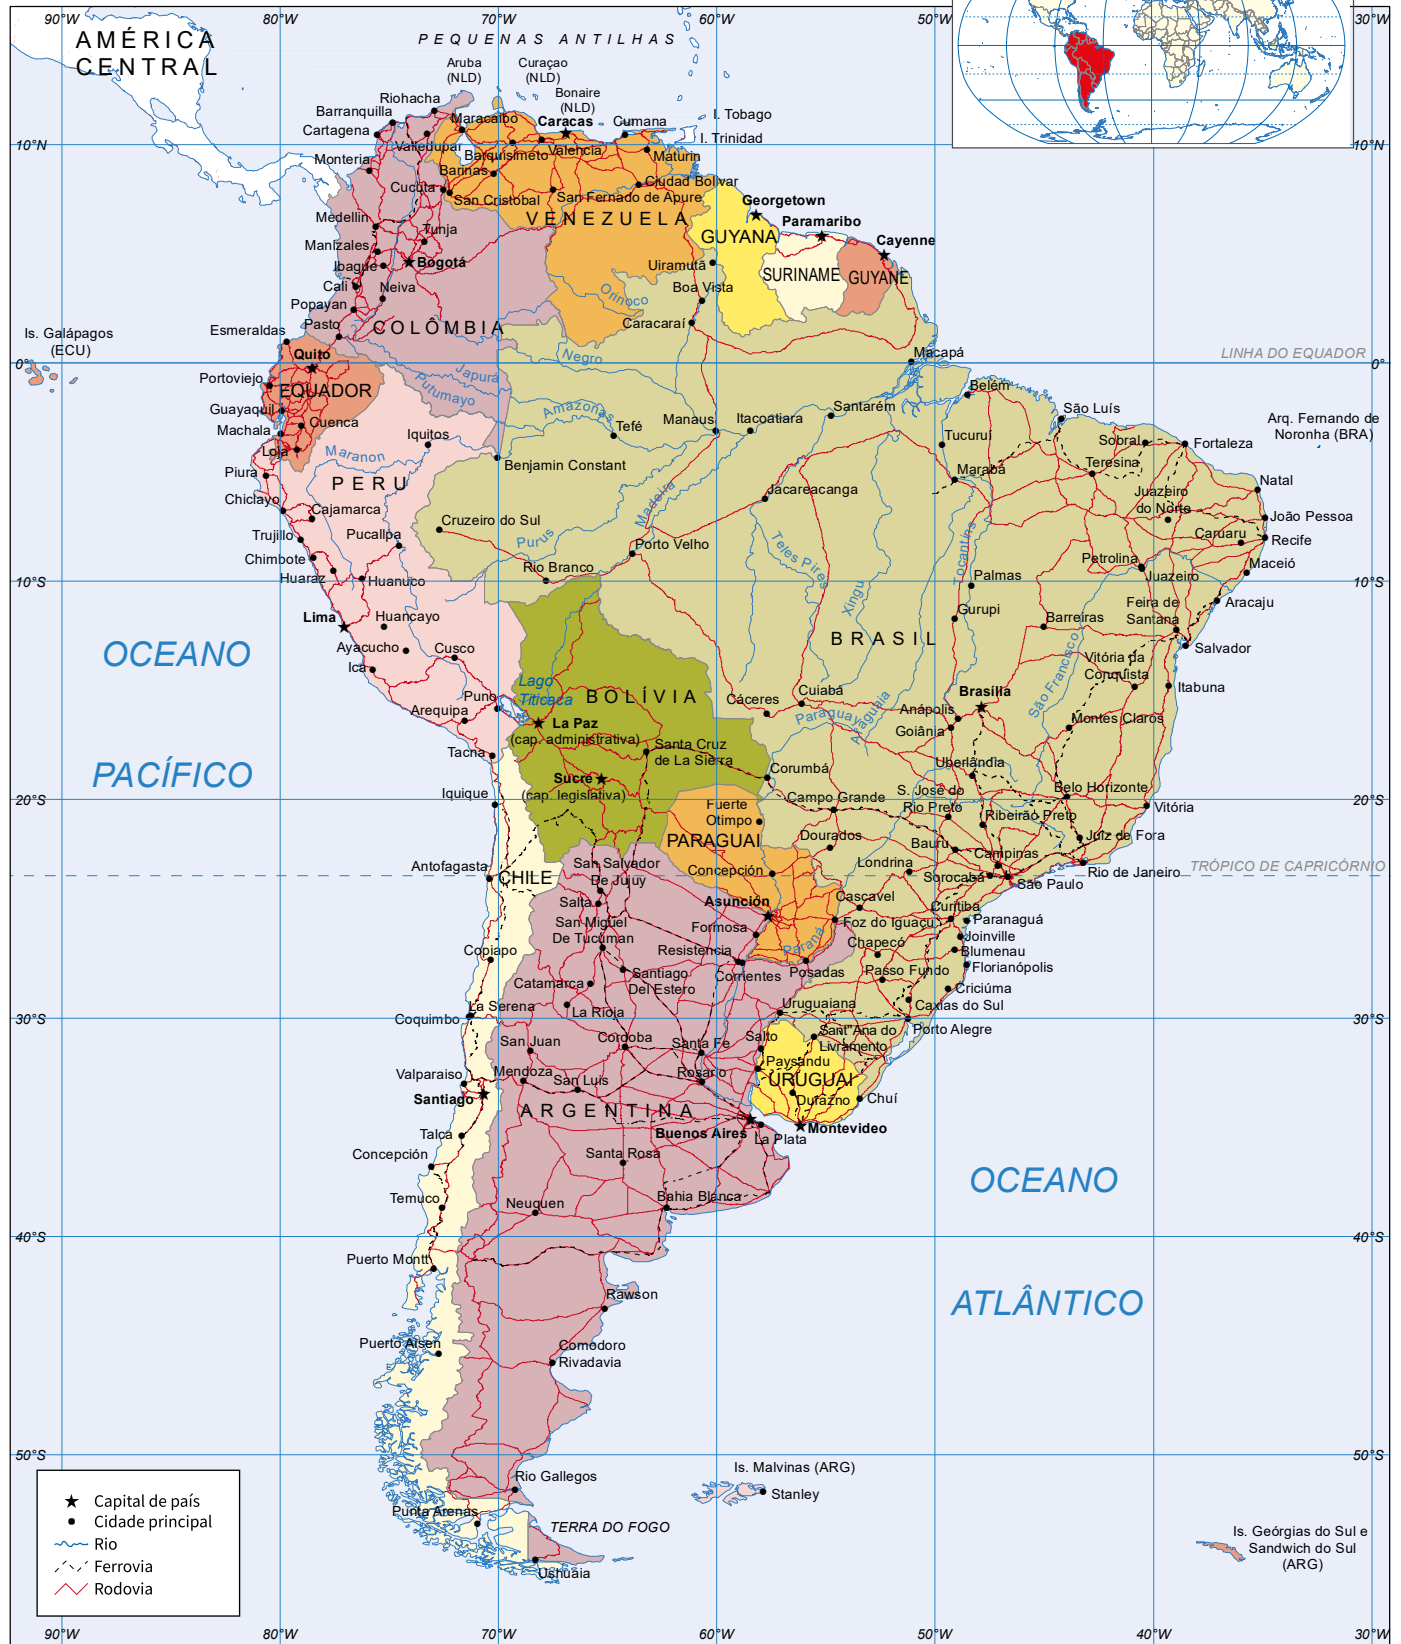 80°W
70°W
60°W
50°W
30°W
90°W
AMÉRICA
CENTRAL
PEQUENAS ANTILHAS
Aruba
(NLD)
Curaçao
(NLD)
Bonaire
(NLD)
Riohacha
Barranquilla
Cartagena
Maracaibo
Caracas
Cumana
I. Tobago
I. Trinidad
10°N
10°N
Valledupar
Barquisimeto
Valencia
Maturin
Monteria
Barinas
Cucuta
San Cristobal
San Fernado de Apure
Ciudad Bolivar
Georgetown
Paramaribo
Cayenne
Medellin
Tunja
VENEZUELA
GUYANA
Manizales
Bogotá
Ibague
SURINAME
GUYANE
Uiramutã
Cali
Neiva
Orinoco
Boa Vista
Popayan
Pasto
COLÔMBIA
Caracaraí
Is. Galápagos
(ECU)
Esmeraldas
Quito
Negro
Macapá
LINHA DO EQUADOR
0°
0°
Portoviejo
EQUADOR
Japurá
Putumayo
Belém
Guayaquil
Amazonas
Manaus
Itacoatiara
Santarém
São Luís
Arq. Fernando de
Noronha (BRA)
Machala
Cuenca
Tefé
Iquitos
Tucuruí
Sobral
Fortaleza
Loja
Maranon
Benjamin Constant
Marabá
Teresina
Piura
PERU
Natal
Chiclayo
Madeira
Jacareacanga
Juazeiro
do Norte
Cajamarca
João Pessoa
Trujillo
Pucallpa
Cruzeiro do Sul
Purus
Porto Velho
Teles Pires
Caruaru
Recife
Chimbote
Rio Branco
Petrolina
Maceió
Huaraz
Huanuco
10°S
Xingu
ocantins
Palmas
Juazeiro
10°S
Lima
Huancayo
Gurupi
Barreiras
Feira de
Santana
Aracaju
OCEANO
Ayacucho
Cusco
BRASIL
Salvador
Ica
Lago
Titicaca
BOLÍVIA
São Francisco
Vitória da
Conquista
Itabuna
Puno
Cáceres
Cuiabá
Brasília
Arequipa
La Paz
(cap. administrativa)
Paraguay
Araguaia
Anápolis
Goiânia
Montes Claros
Tacna
Santa Cruz
de La Sierra
Corumbá
Uberlândia
PACÍFICO
Sucre
(cap. legislativa)
Iquique
Campo Grande
S. José do
Rio Preto
Belo Horizonte
20°S
20°S
Fuerte
Otimpo
Ribeirão Preto
Vitória
PARAGUAI
Dourados
Bauru
Juiz de Fora
Antofagasta
CHILE
San Salvador
De Jujuy
Concepción
Londrina
Campinas
Sorocaba
São Paulo
Rio de Janeiro
TRÓPICO DE CAPRICÓRNIO
Salta
Asunción
Cascavel
Curitiba
San Miguel
De Tucuman
Formosa
Foz do Iguaçu
Paranaguá
Paraná
Chapecó
Joinville
Copiapo
Resistencia
Blumenau
Santiago
Del Estero
Corrientes
Posadas
Passo Fundo
Florianópolis
Catamarca
Criciúma
La Serena
La Rioja
Uruguaiana
Caxias do Sul
Coquimbo
30°S
30°S
San Juan
Cordoba
Santa Fe
Salto
Sant"Ana do
Livramento
Porto Alegre
Valparaiso
Mendoza
San Luis
Rosario
Paysandu
URUGUAI
Santiago
Durazno
Chuí
ARGENTINA
Talca
Buenos Aires
La Plata
Montevideo
Concepción
Santa Rosa
Temuco
Neuquen
Bahia Blanca
OCEANO
40°S
40°S
Puerto Montt
Rawson
ATLÂNTICO
Puerto Aisen
Comodoro
Rivadavia
50°S
50°S
Rio Gallegos
Is. Malvinas (ARG)
Stanley
Punta Arenas
TERRA DO FOGO
Ushuaia
Is. Geórgias do Sul e
Sandwich do Sul
(ARG)
Capital de país
Cidade principal
Rio
Ferrovia
Rodovia
90°W
80°W
70°W
60°W
50°W
40°W
30°W